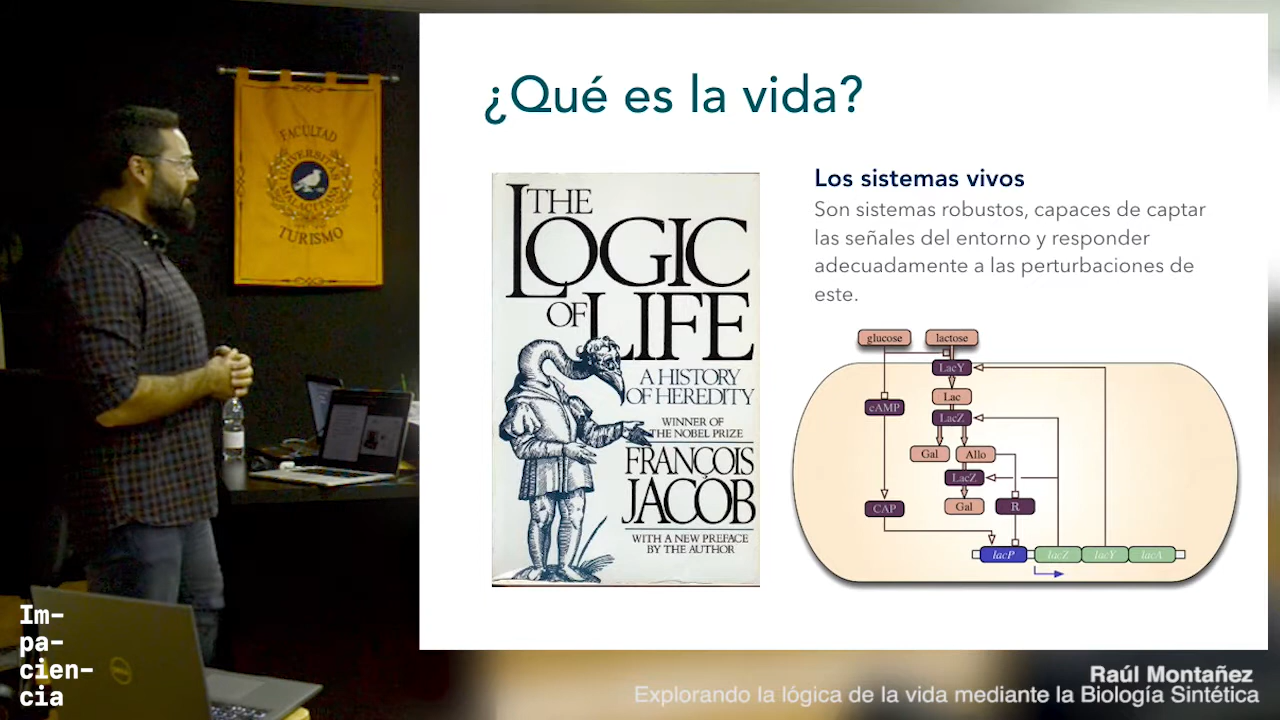 FACULTAD
UNIVERSITAS
MALACITANA
TURISMO
¿Qué es la vida?
THE
LOGIC
OF LIFE
A HISTORY
OF HEREDITY
WINNER OF
THE NOBEL PRIZE
FRANÇOIS
JACOB
WITH A NEW PREFACE
BY THE AUTHOR
Los sistemas vivos
Son sistemas robustos, capaces de captar
las señales del entorno y responder
adecuadamente a las perturbaciones de
este.
glucose lactose
LacY
Lac
cAMP
LacZ
Gal Allo
LacZ
CAP Gal R
lacP lacZ lacY lacA
DELL
Im-
pa-
cien-
cia
Raúl Montañez
Explorando la lógica de la vida mediante la Biología Sintética